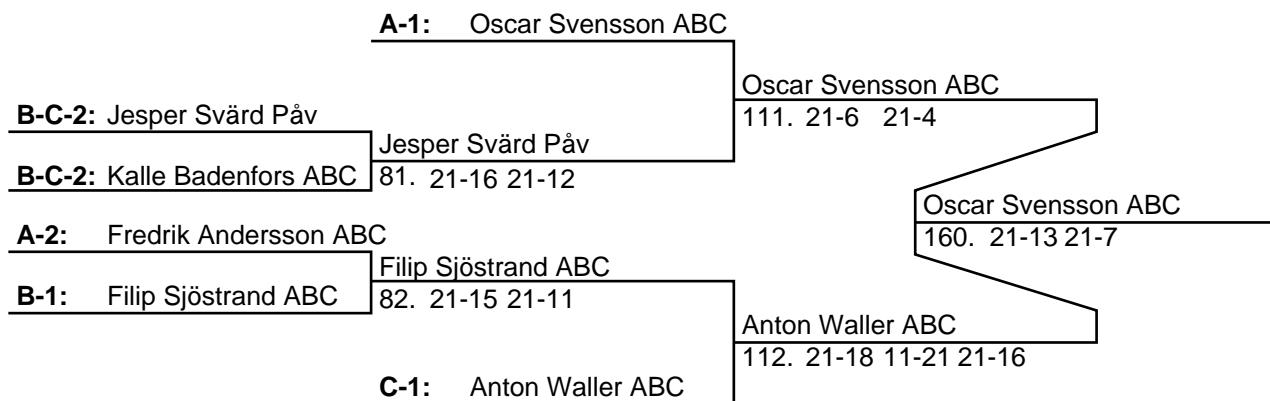 A-1: Oscar Svensson ABC
Oscar Svensson ABC
111. 21-6 21-4
B-C-2: Jesper Svärd Påv
Jesper Svärd Påv
B-C-2: Kalle Badenfors ABC
81. 21-16 21-12
Oscar Svensson ABC
160. 21-13 21-7
A-2: Fredrik Andersson ABC
Filip Sjöstrand ABC
B-1: Filip Sjöstrand ABC
82. 21-15 21-11
Anton Waller ABC
112. 21-18 11-21 21-16
C-1: Anton Waller ABC